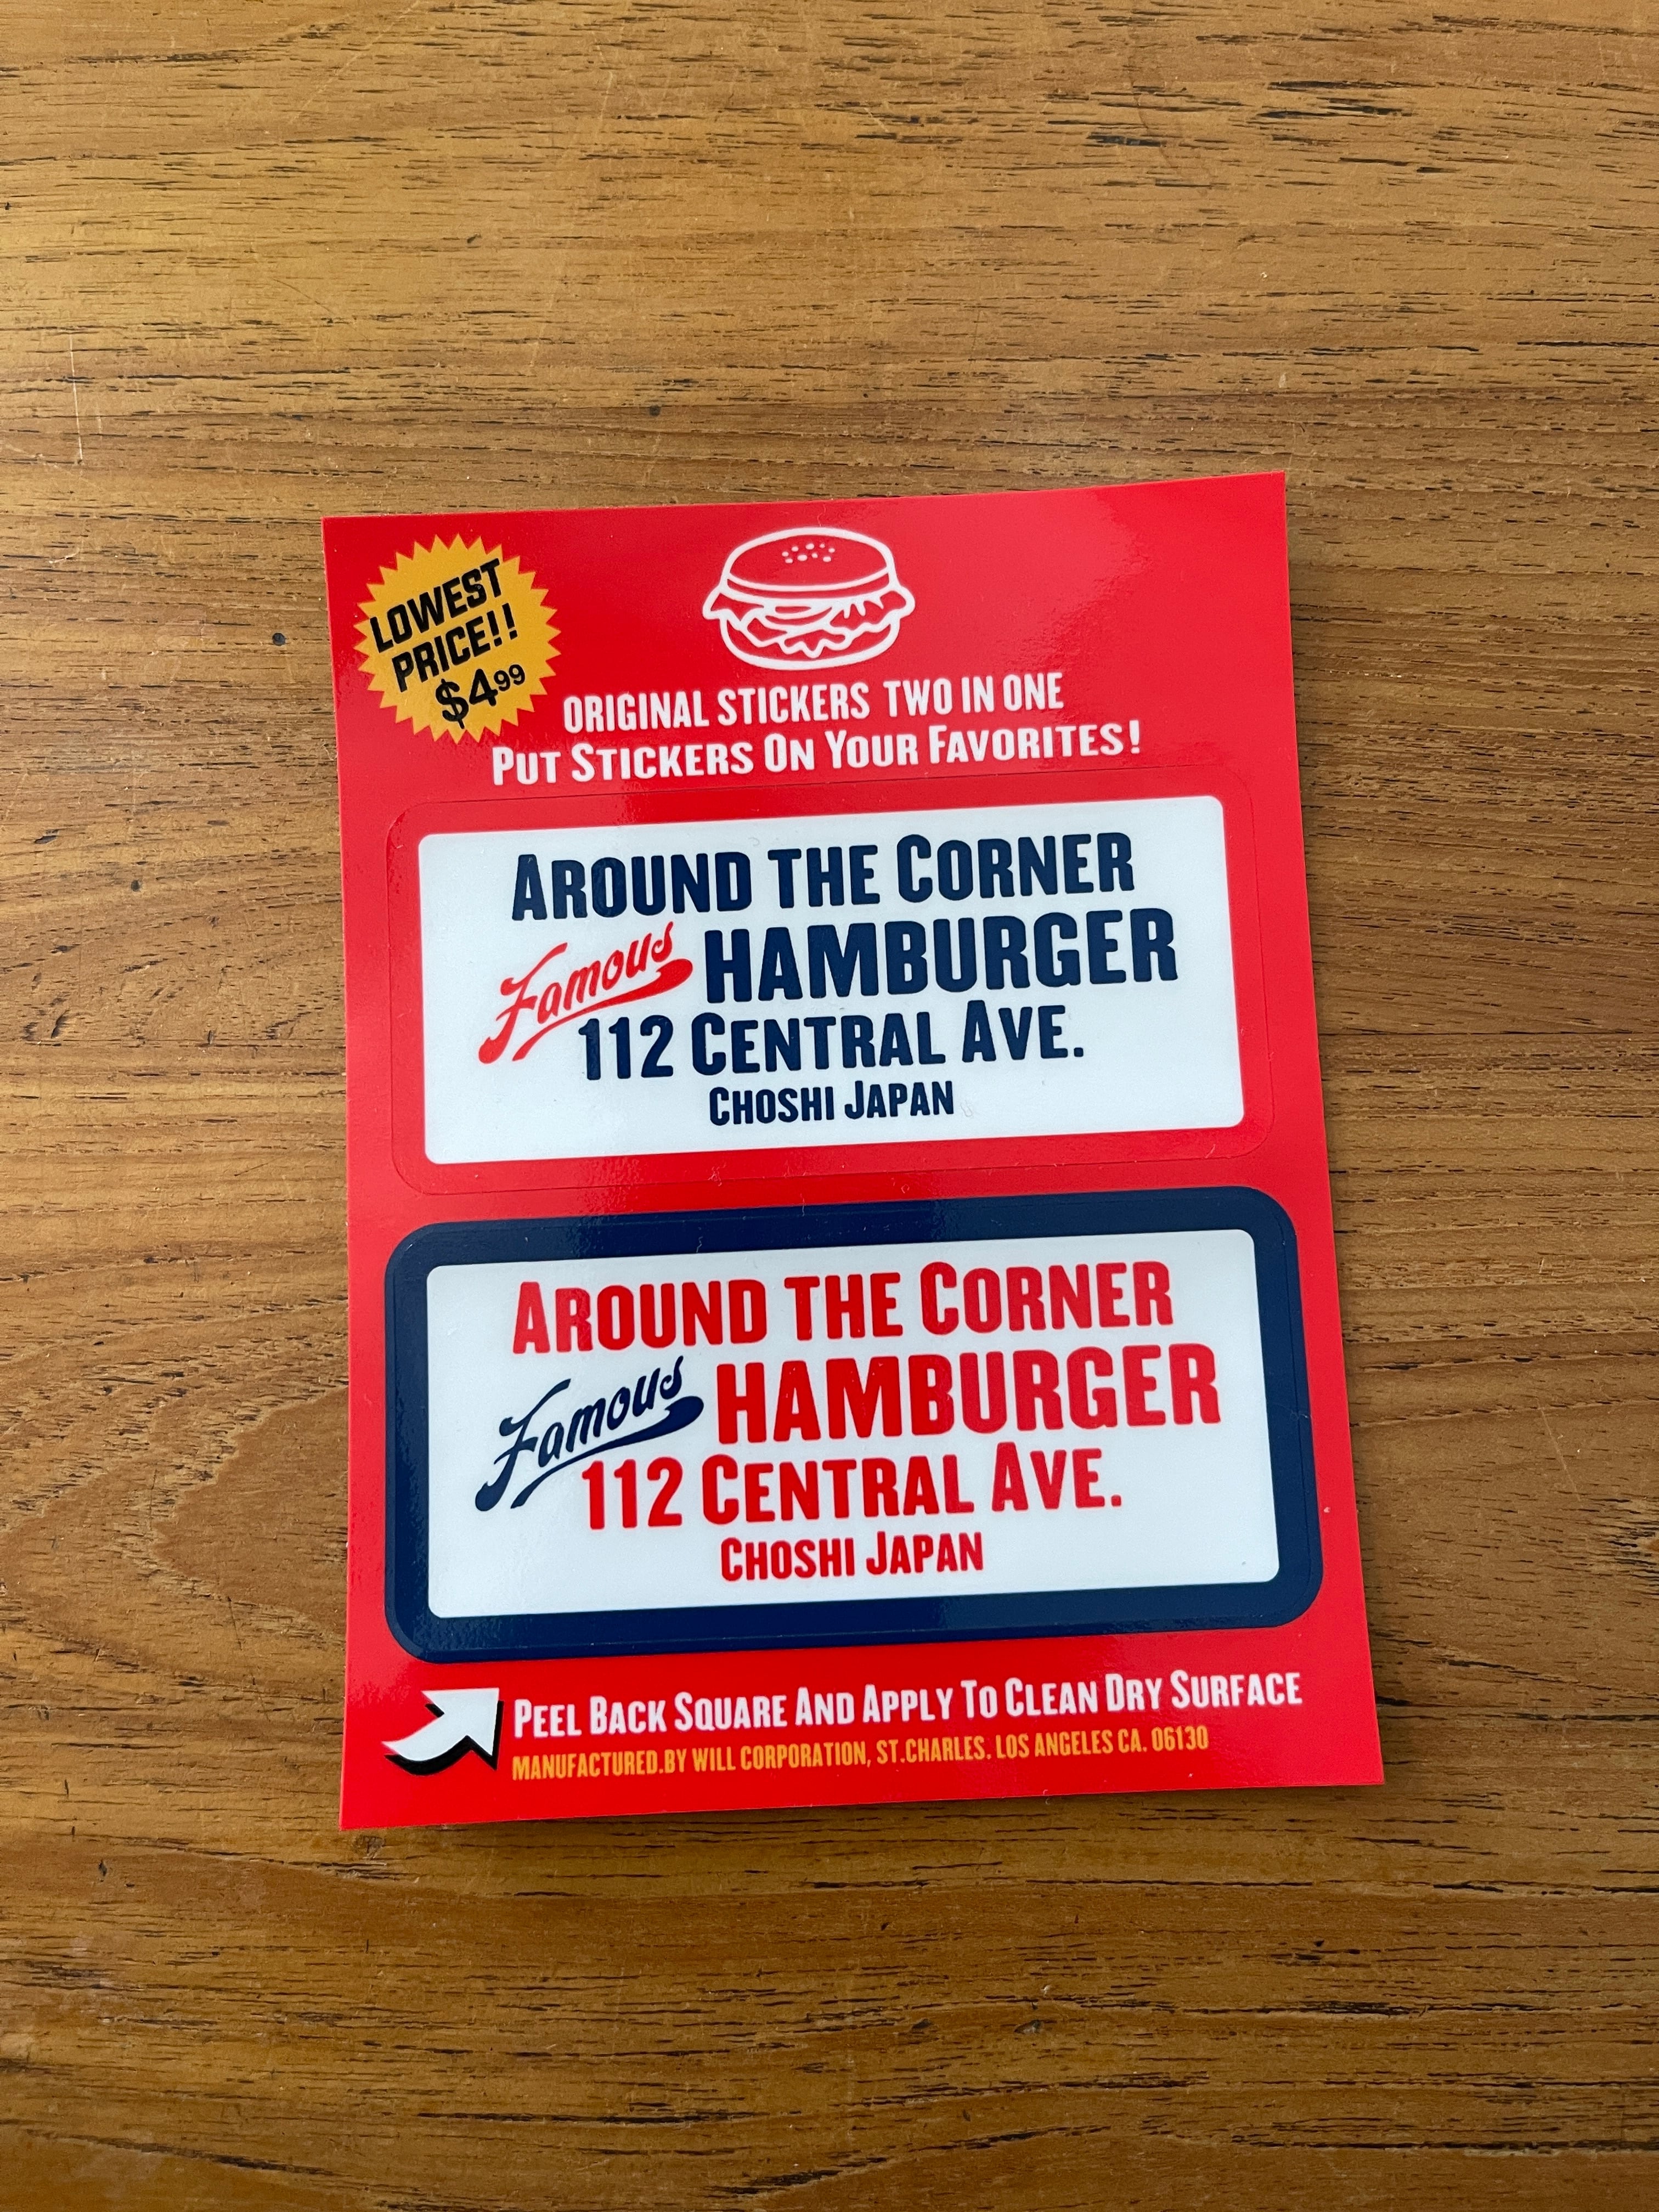 LOWEST
PRICE!!
$4.99
ORIGINAL STICKERS TWO IN ONE
PUT STICKERS ON YOUR FAVORITES!
AROUND THE CORNER
Famous HAMBURGER
112 CENTRAL AVE.
CHOSHI JAPAN
AROUND THE CORNER
Famous HAMBURGER
112 CENTRAL AVE.
CHOSHI JAPAN
PEEL BACK SQUARE AND APPLY TO CLEAN DRY SURFACE
MANUFACTURED.BY WILL CORPORATION, ST.CHARLES. LOS ANGELES CA. 06130